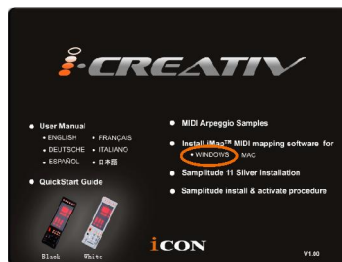 i·CREATIV
User Manual
• ENGLISH • FRANÇAIS
• DEUTSCHE • ITALIANO
• ESPAÑOL • 日本語
QuickStart Guide
MIDI Arpeggio Samples
Install iMap™ MIDI mapping software for
• WINDOWS MAC
Samplitude 11 Silver Installation
Samplitude install & activate procedure
Black White
iCON
V1.00